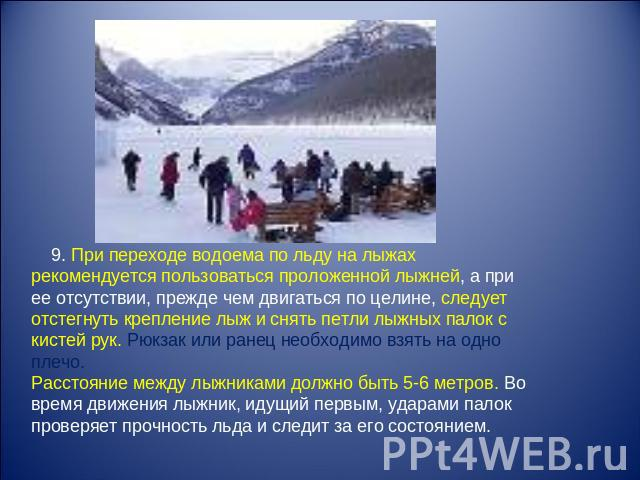 9. При переходе водоема по льду на лыжах
рекомендуется пользоваться проложенной лыжней, а при
ее отсутствии, прежде чем двигаться по целине, следует
отстегнуть крепление лыж и снять петли лыжных палок с
кистей рук. Рюкзак или ранец необходимо взять на одно
плечо.
Расстояние между лыжниками должно быть 5-6 метров. Во
время движения лыжник, идущий первым, ударами палок
проверяет прочность льда и следит за его состоянием.
PPt4WEB.ru